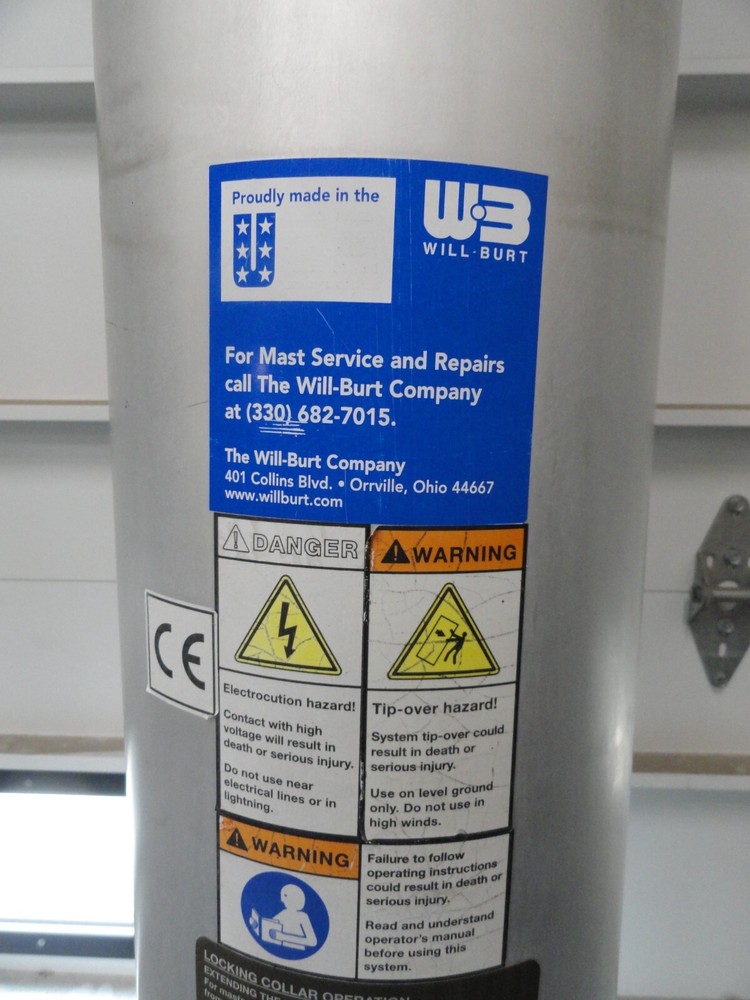 Proudly made in the
U
W·B
WILL·BURT
For Mast Service and Repairs
call The Will-Burt Company
at (330) 682-7015.
The Will-Burt Company
401 Collins Blvd. • Orrville, Ohio 44667
www.willburt.com
DANGER
Electrocution hazard!
Contact with high
voltage will result in
death or serious injury.
Do not use near
electrical lines or in
lightning.
WARNING
Tip-over hazard!
System tip-over could
result in death or
serious injury.
Use on level ground
only. Do not use in
high winds.
CE
WARNING
Failure to follow
operating instructions
could result in death or
serious injury.
Read and understand
operator's manual
before using this
system.
LOCKING COLLAR OPERATION
EXTENDING THE
For mast
from